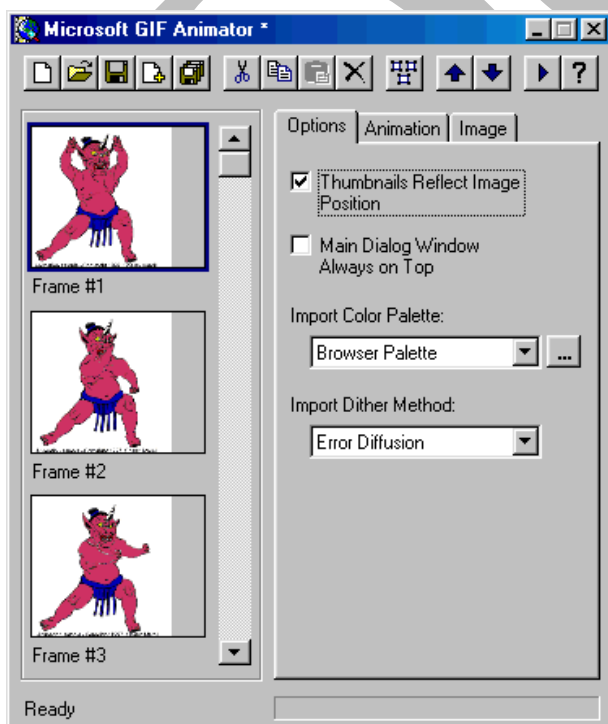 Microsoft GIF Animator *
Options Animation Image
Thumbnails Reflect Image
Position
Main Dialog Window
Always on Top
Import Color Palette:
Browser Palette
...
Import Dither Method:
Error Diffusion
Frame #1
Frame #2
Frame #3
Ready